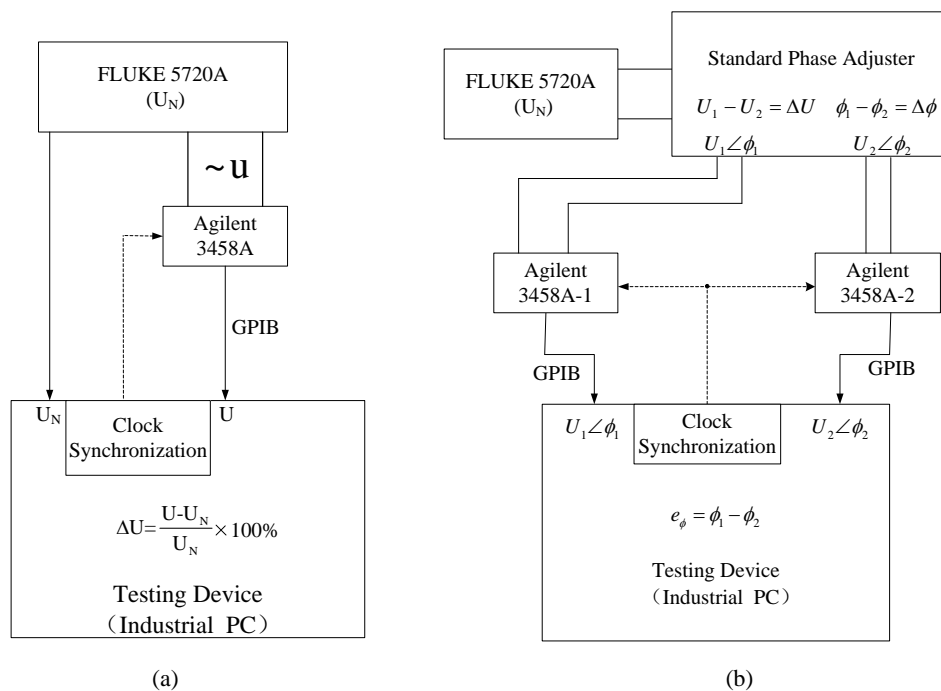 FLUKE 5720A
(U_N)
~u
Agilent
3458A
GPIB
U_N
U
Clock
Synchronization
ΔU=(U-U_N)/U_N×100%
Testing Device
（Industrial PC）
(a)
FLUKE 5720A
(U_N)
Standard Phase Adjuster
U_1 − U_2 = ΔU ϕ_1 − ϕ_2 = Δϕ
U_1∠ϕ_1 U_2∠ϕ_2
Agilent
3458A-1
Agilent
3458A-2
GPIB
GPIB
U_1∠ϕ_1
Clock
Synchronization
U_2∠ϕ_2
e_ϕ = ϕ_1 − ϕ_2
Testing Device
（Industrial PC）
(b)